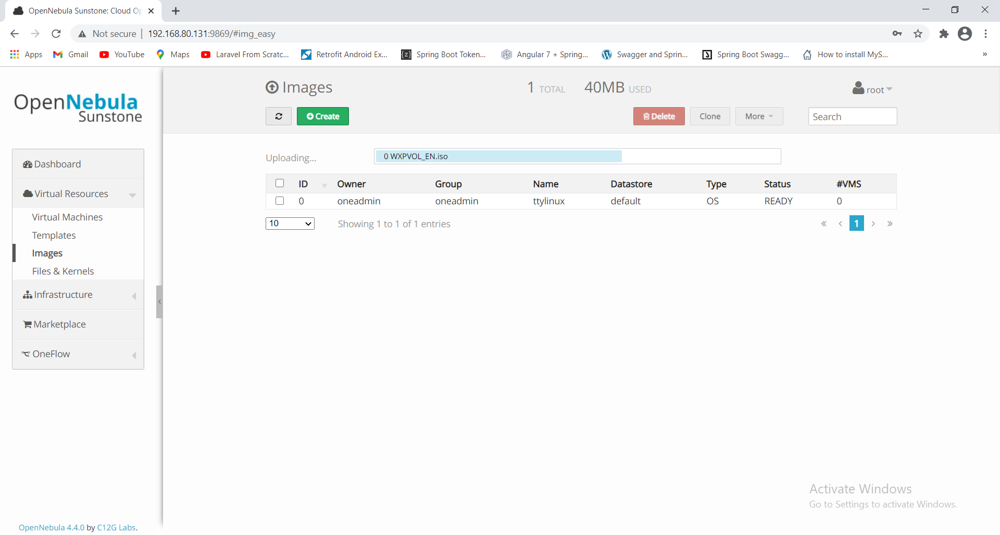 OpenNebula Sunstone: Cloud Op
Not secure | 192.168.80.131:9869/#img_easy
Apps Gmail YouTube Maps Laravel From Scratc... Retrofit Android Ex... Spring Boot Token... Angular 7 + Spring... Swagger and Sprin... Spring Boot Swagg... How to install MyS... »
OpenNebula
Sunstone
Dashboard
Virtual Resources
Virtual Machines
Templates
Images
Files & Kernels
Infrastructure
Marketplace
OneFlow
OpenNebula 4.4.0 by C12G Labs.
Images 1 TOTAL 40MB USED root
Create Delete Clone More Search
Uploading... 0 WXPVOL_EN.iso
ID Owner Group Name Datastore Type Status #VMS
0 oneadmin oneadmin ttylinux default OS READY 0
10 Showing 1 to 1 of 1 entries « ‹ 1 › »
Activate Windows
Go to Settings to activate Windows.